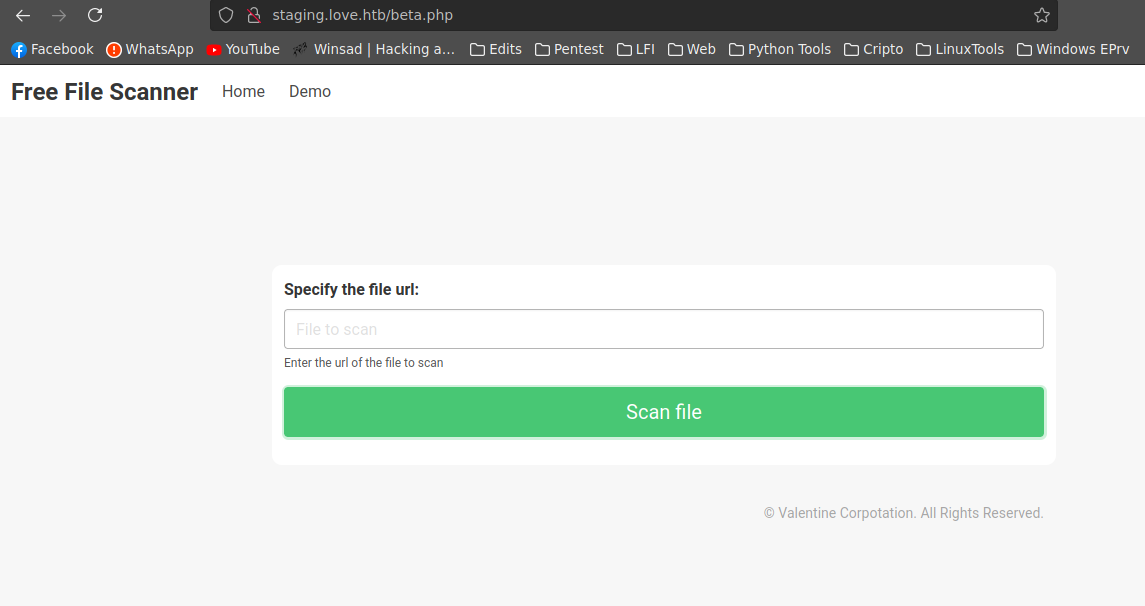 staging.love.htb/beta.php
Facebook WhatsApp YouTube Winsad | Hacking a... Edits Pentest LFI Web Python Tools Cripto LinuxTools Windows EPrv
Free File Scanner Home Demo
Specify the file url:
File to scan
Enter the url of the file to scan
Scan file
© Valentine Corpotation. All Rights Reserved.